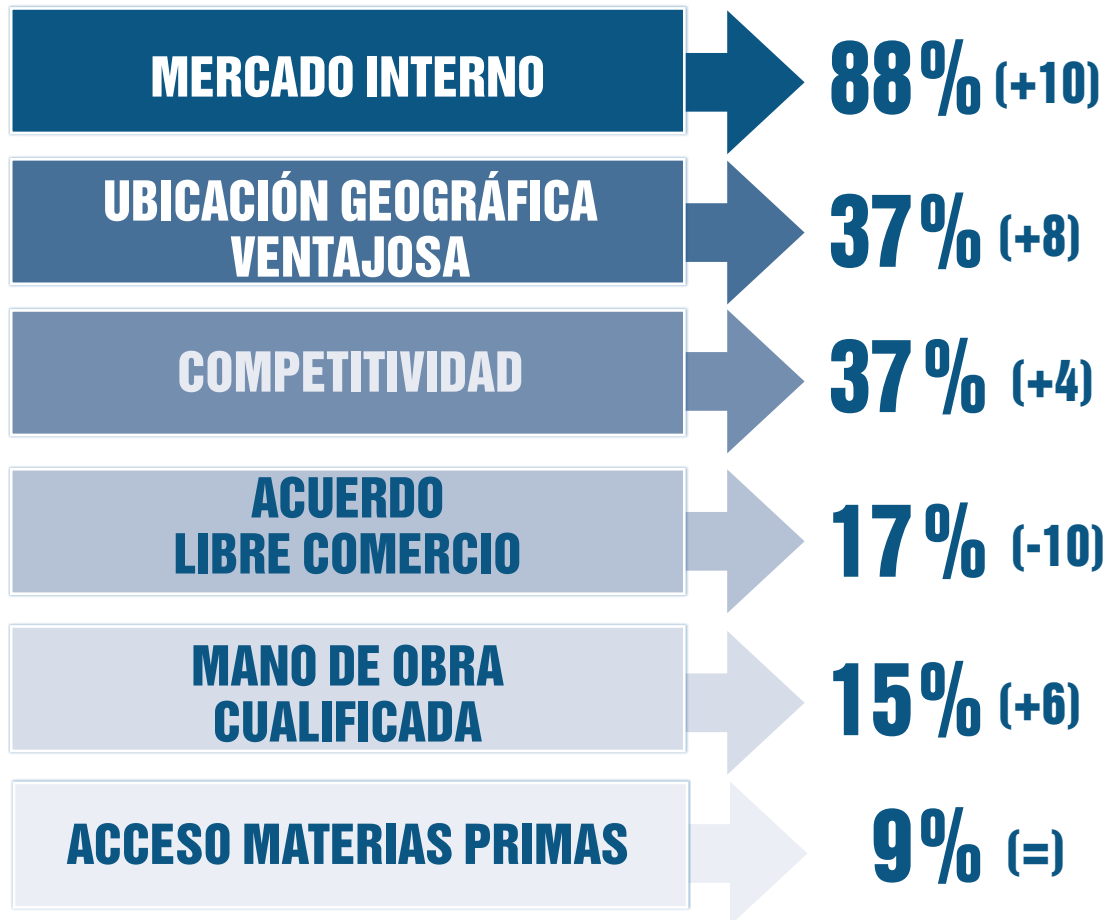 MERCADO INTERNO 88% (+10)
UBICACIÓN GEOGRÁFICA
VENTAJOSA 37% (+8)
COMPETITIVIDAD 37% (+4)
ACUERDO
LIBRE COMERCIO 17% (-10)
MANO DE OBRA
CUALIFICADA 15% (+6)
ACCESO MATERIAS PRIMAS 9% (=)